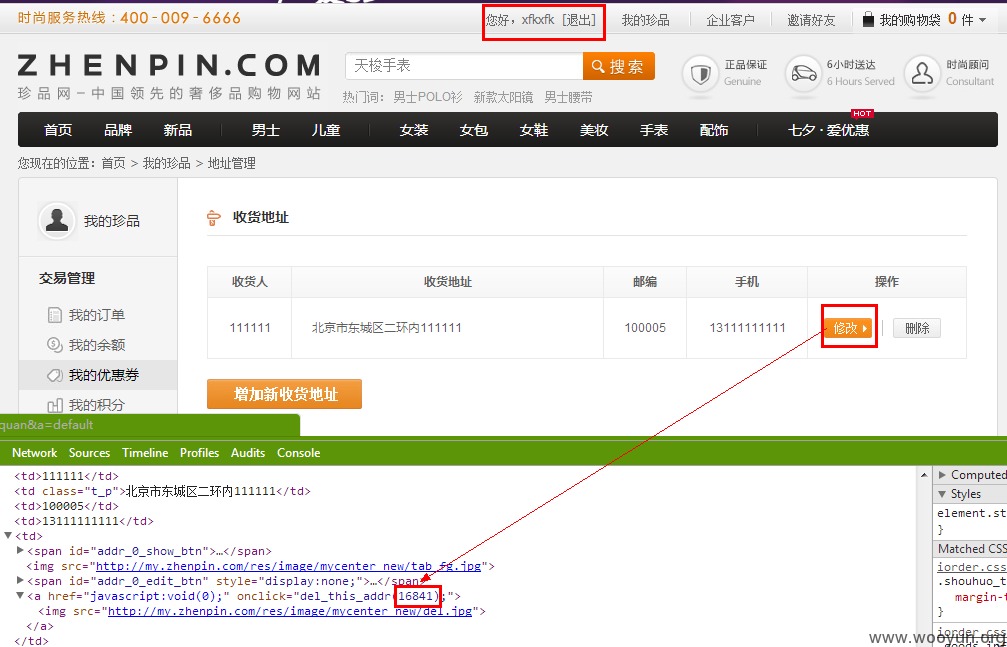 时尚服务热线：400-009-6666
您好，xfkxfk [退出] 我的珍品 企业客户 邀请好友 我的购物袋 0 件
ZHENPIN.COM
珍品网-中国领先的奢侈品购物网站
天梭手表 搜索
热门词： 男士POLO衫 新款太阳镜 男士腰带
正品保证
Genuine
6小时送达
6 Hours Served
时尚顾问
Consultant
HOT
首页 品牌 新品 男士 儿童 女装 女包 女鞋 美妆 手表 配饰 七夕·爱优惠
您现在的位置：首页 > 我的珍品 > 地址管理
我的珍品
交易管理
我的订单
我的余额
我的优惠券
我的积分
收货地址
收货人 收货地址 邮编 手机 操作
111111 北京市东城区二环内111111 100005 13111111111 修改 删除
增加新收货地址
quan&a=default
Network Sources Timeline Profiles Audits Console
<td>111111</td>
<td class="t_p">北京市东城区二环内111111</td>
<td>100005</td>
<td>13111111111</td>
<td>
<span id="addr_0_show_btn">…</span>
<img src="http://my.zhenpin.com/res/image/mycenter_new/tab_fg.jpg">
<span id="addr_0_edit_btn" style="display:none;">…</span>
<a href="javascript:void(0);" onclick="del_this_addr(16841);">
<img src="http://my.zhenpin.com/res/image/mycenter_new/del.jpg">
</a>
</td>
Computed
Styles
element.st
}
Matched CSS
iorder.css
.shouhuo_t
margin-t
}
iorder.css
www.wooyun.org